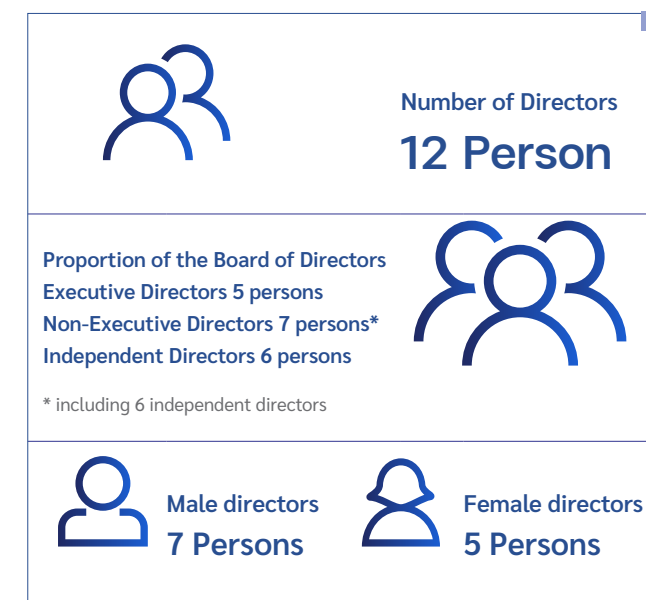 Number of Directors
12 Person
Proportion of the Board of Directors
Executive Directors 5 persons
Non-Executive Directors 7 persons*
Independent Directors 6 persons
* including 6 independent directors
Male directors
7 Persons
Female directors
5 Persons